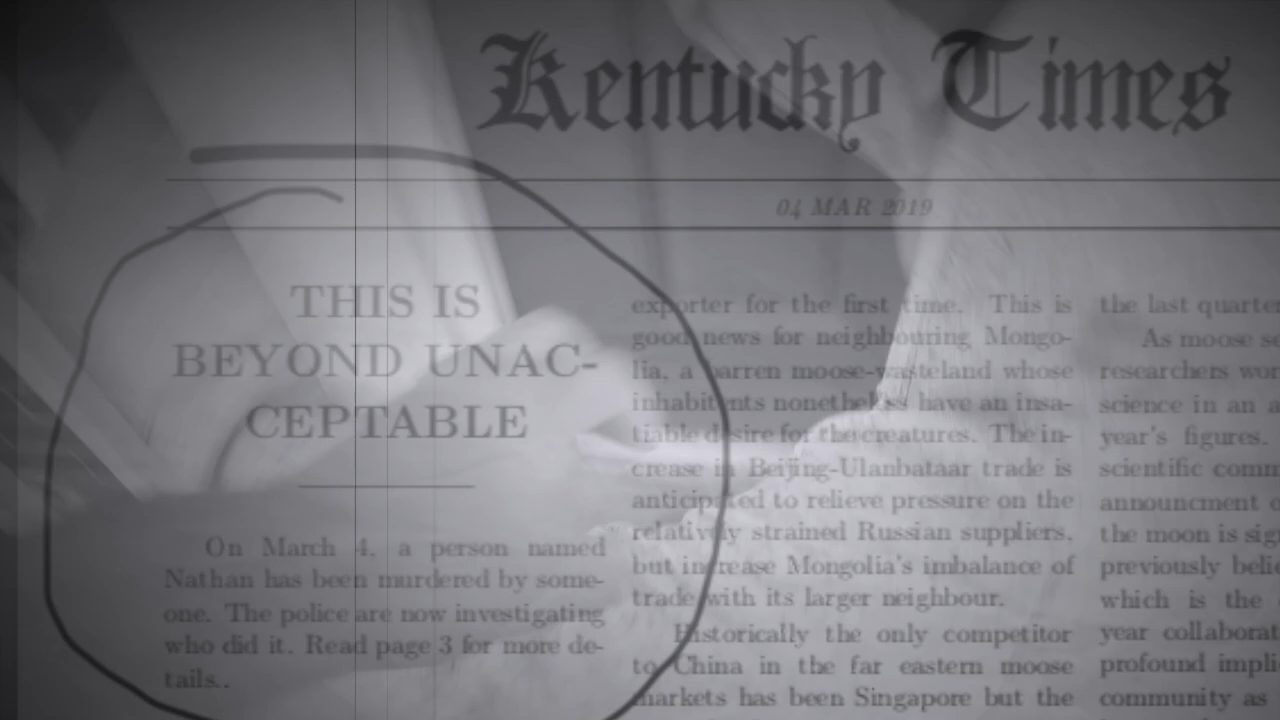 Kentucky Times
04 MAR 2019
THIS IS
BEYOND UNAC-
CEPTABLE
On March 4, a person named
Nathan has been murdered by some-
one. The police are now investigating
who did it. Read page 3 for more de-
tails..
exporter for the first time. This is
good news for neighbouring Mongo-
lia, a barren moose-wasteland whose
inhabitents nonetheless have an insa-
tiable desire for the creatures. The in-
crease in Beijing-Ulanbataar trade is
anticipated to relieve pressure on the
relatively strained Russian suppliers,
but increase Mongolia's imbalance of
trade with its larger neighbour.
Historically the only competitor
to China in the far eastern moose
markets has been Singapore but the
the last quarte
As moose se
researchers wor
science in an a
year's figures.
scientific comm
announcment o
the moon is sig
previously belie
which is the
year collaborat
profound impli
community as